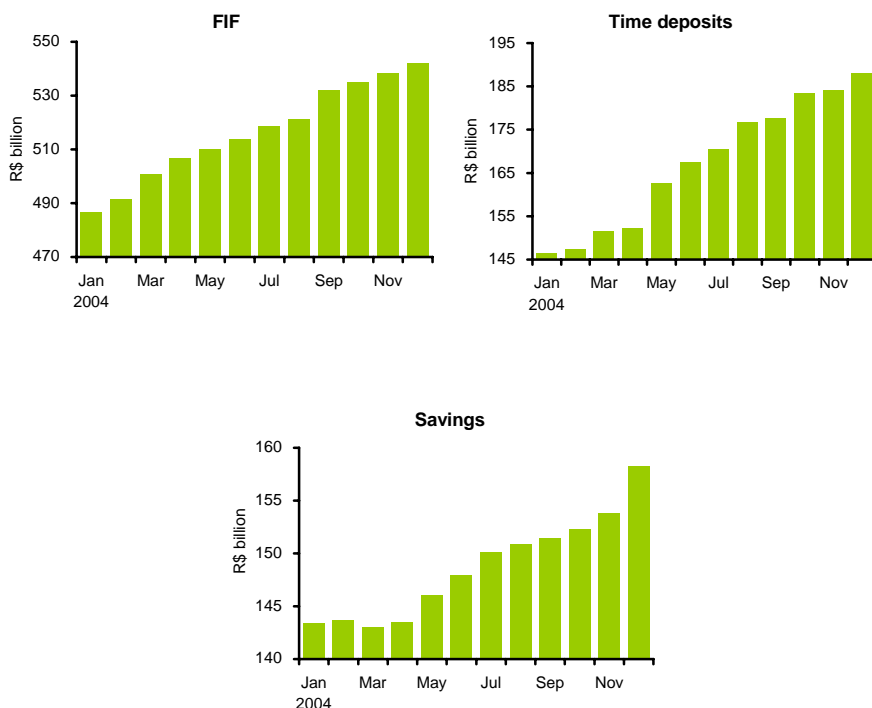 FIF
R$ billion
550
530
510
490
470
Jan Mar May Jul Sep Nov
2004
Time deposits
R$ billion
195
185
175
165
155
145
Jan Mar May Jul Sep Nov
2004
Savings
R$ billion
160
155
150
145
140
Jan Mar May Jul Sep Nov
2004